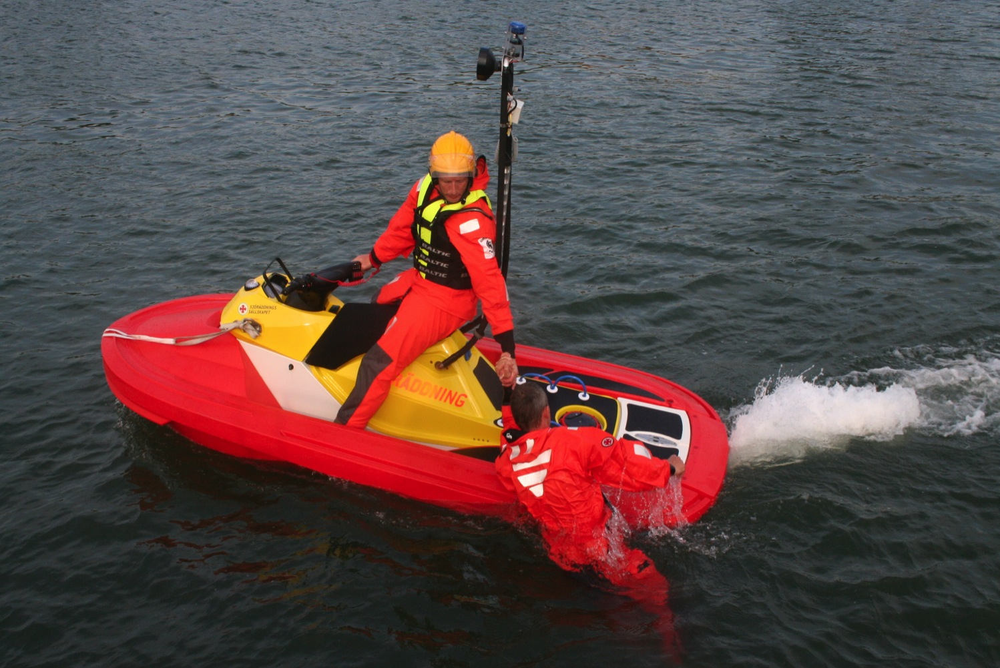 SJÖRÄDDNINGS
SÄLLSKAPET
BALTIC
BALTIC
BALTIC
RÄDDNING